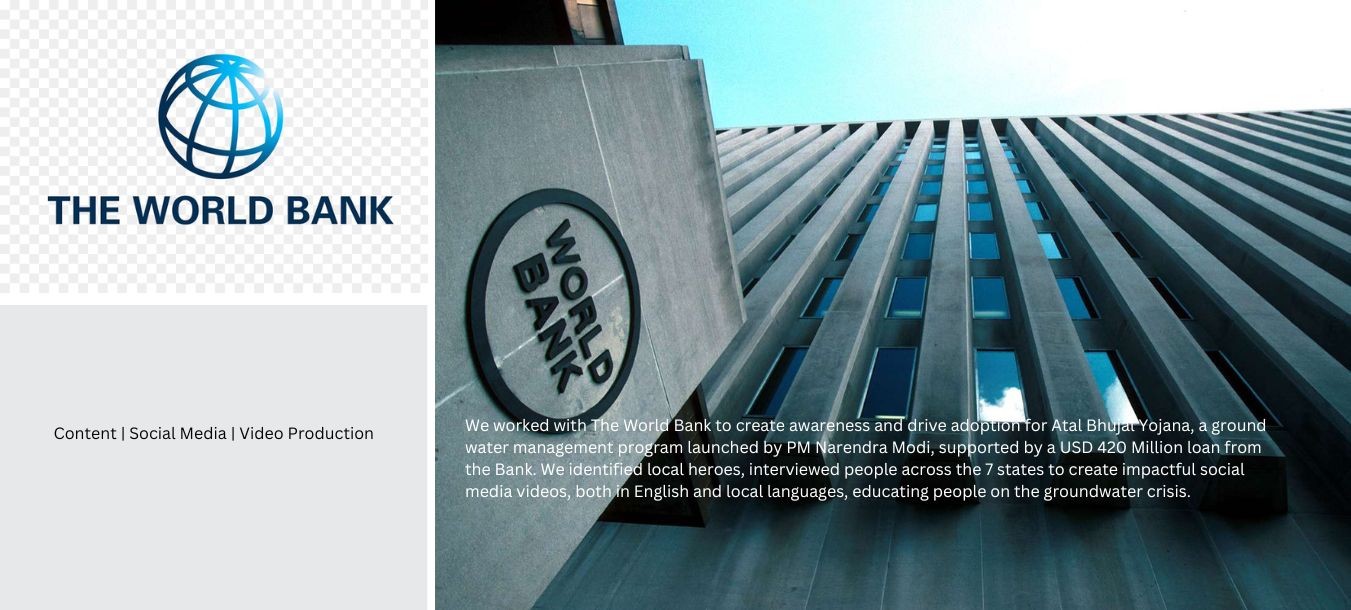 THE WORLD BANK
Content | Social Media | Video Production
WORLD
BANK
We worked with The World Bank to create awareness and drive adoption for Atal Bhujal Yojana, a ground
water management program launched by PM Narendra Modi, supported by a USD 420 Million loan from
the Bank. We identified local heroes, interviewed people across the 7 states to create impactful social
media videos, both in English and local languages, educating people on the groundwater crisis.